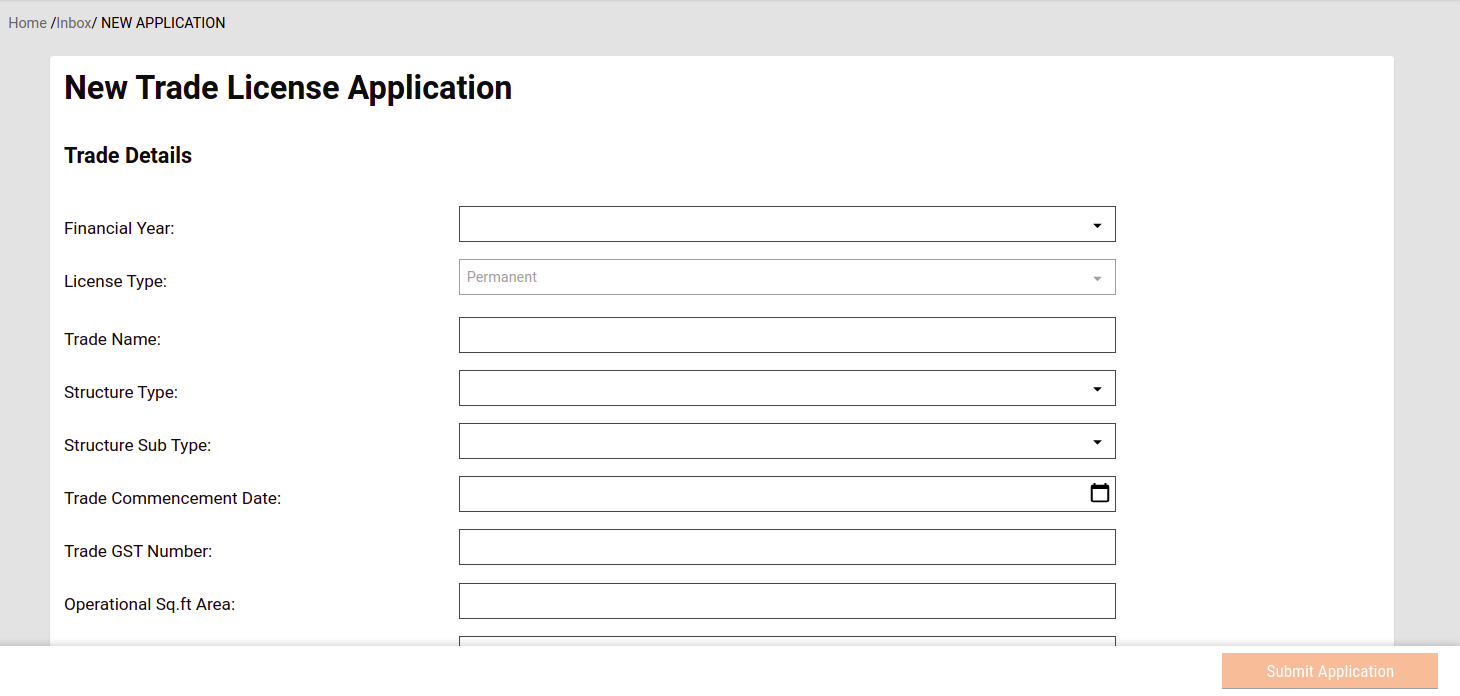 Home /Inbox/ NEW APPLICATION
New Trade License Application
Trade Details
Financial Year:
License Type: Permanent
Trade Name:
Structure Type:
Structure Sub Type:
Trade Commencement Date:
Trade GST Number:
Operational Sq.ft Area:
Submit Application